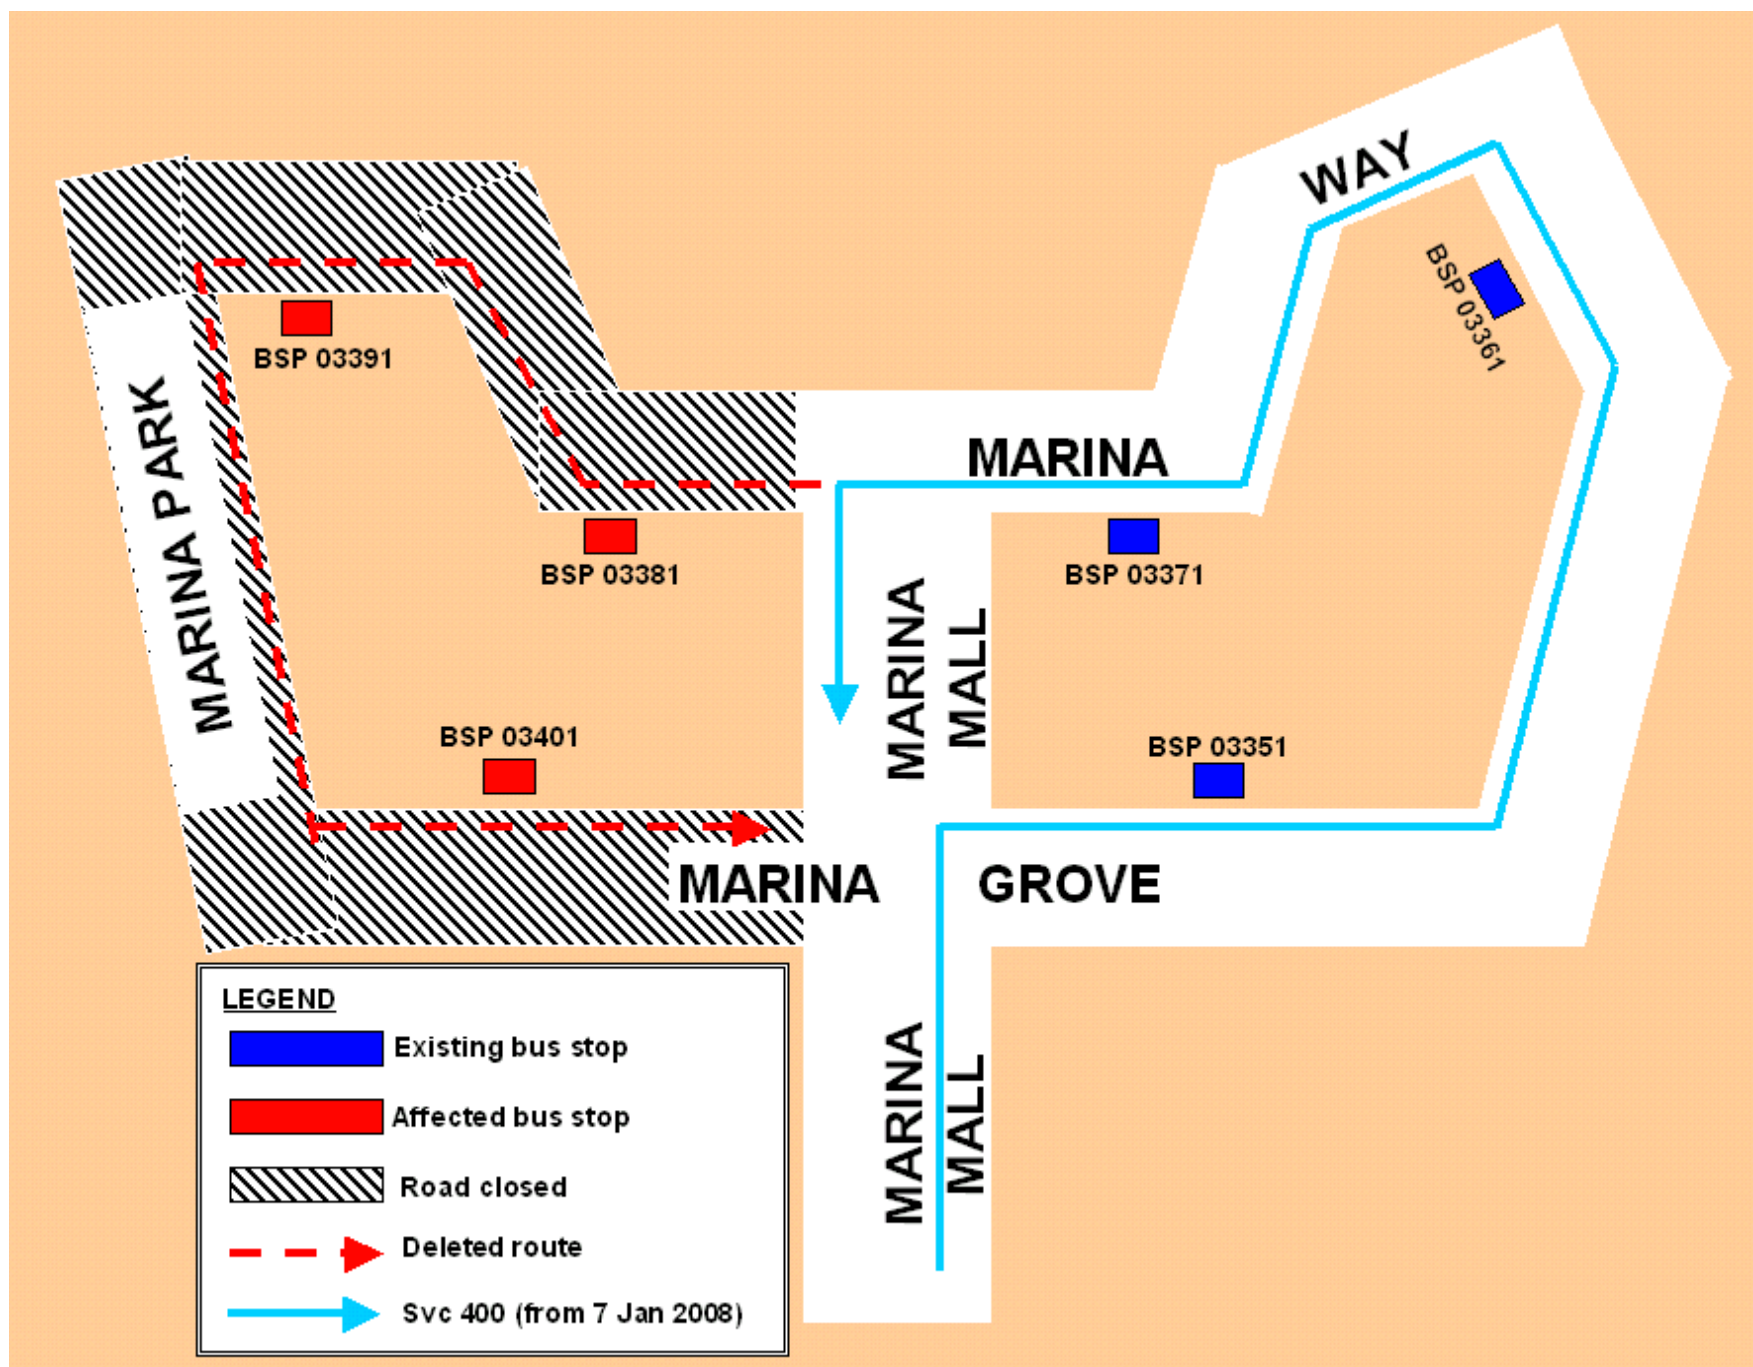 WAY
BSP 03361
BSP 03391
MARINA PARK
MARINA
BSP 03381
BSP 03371
MARINA
MALL
BSP 03401
BSP 03351
MARINA GROVE
MARINA
MALL
LEGEND
Existing bus stop
Affected bus stop
Road closed
Deleted route
Svc 400 (from 7 Jan 2008)